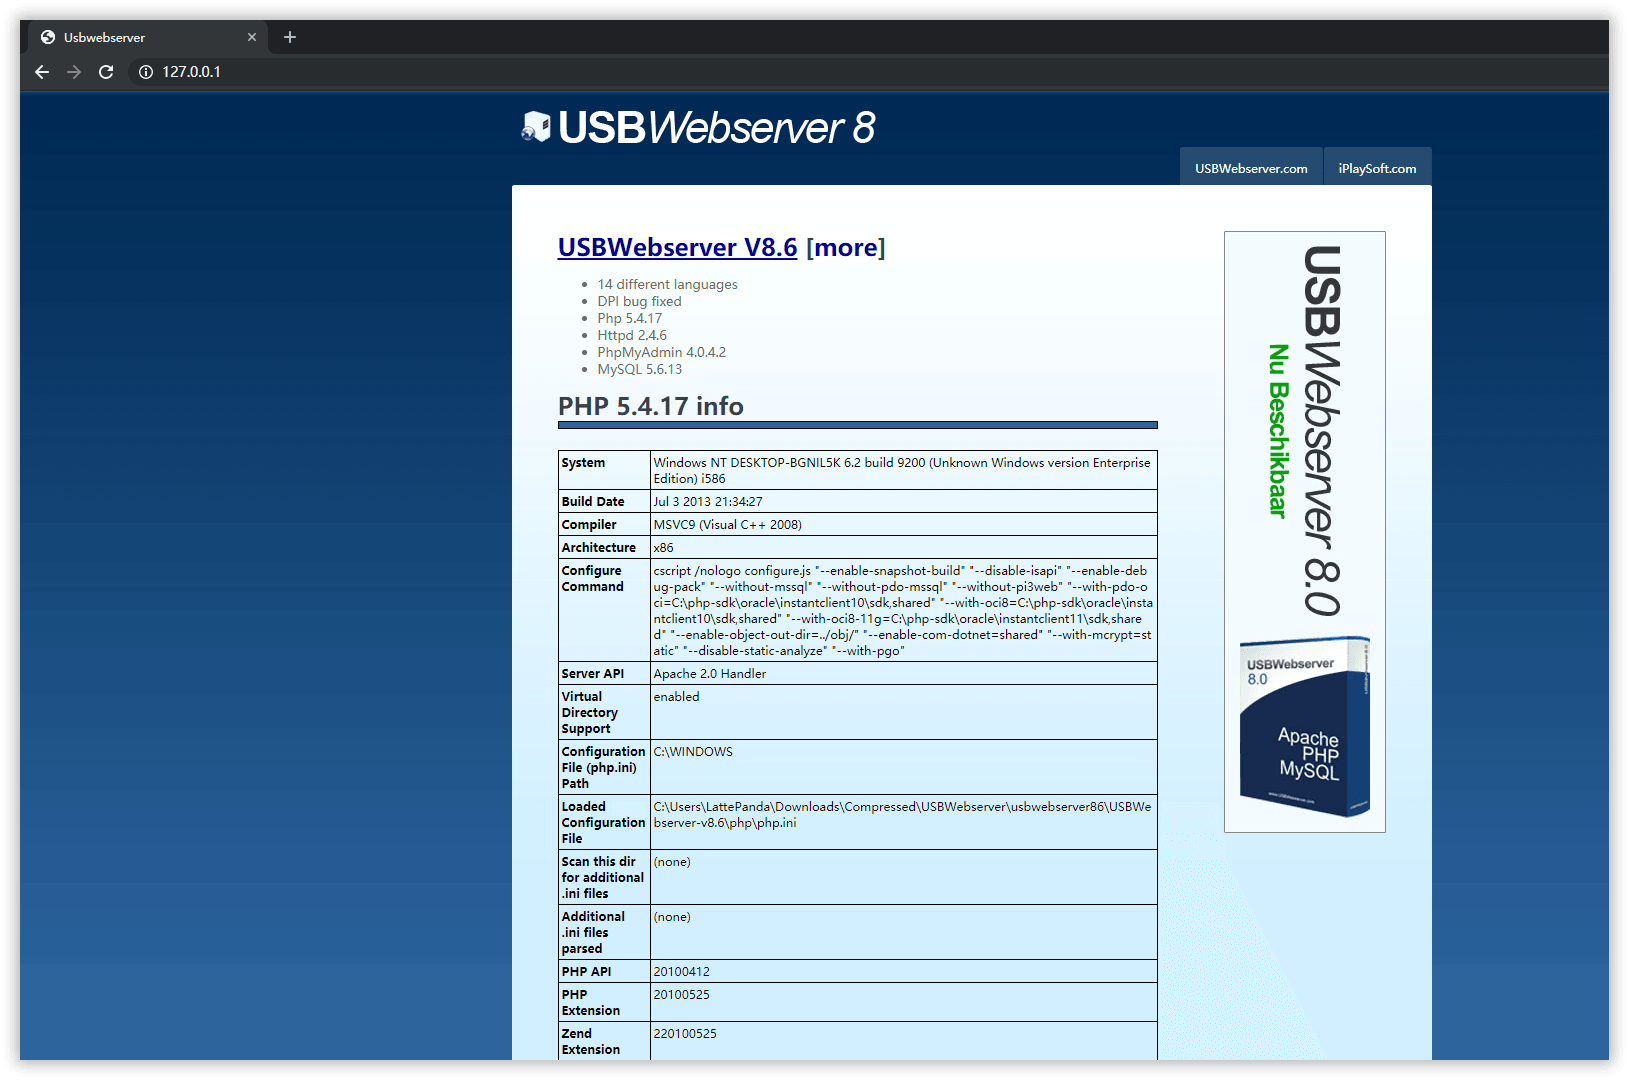 Usbwebserver
127.0.0.1
USBWebserver 8
USBWebserver.com
iPlaySoft.com
USBWebserver V8.6 [more]
14 different languages
DPI bug fixed
Php 5.4.17
Httpd 2.4.6
PhpMyAdmin 4.0.4.2
MySQL 5.6.13
PHP 5.4.17 info
System
Windows NT DESKTOP-BGNIL5K 6.2 build 9200 (Unknown Windows version Enterprise
Edition) i586
Build Date
Jul 3 2013 21:34:27
Compiler
MSVC9 (Visual C++ 2008)
Architecture
x86
Configure
Command
cscript /nologo configure.js "--enable-snapshot-build" "--disable-isapi" "--enable-deb
ug-pack" "--without-mssql" "--without-pdo-mssql" "--without-pi3web" "--with-pdo-o
ci=C:\php-sdk\oracle\instantclient10\sdk,shared" "--with-oci8=C:\php-sdk\oracle\insta
ntclient10\sdk,shared" "--with-oci8-11g=C:\php-sdk\oracle\instantclient11\sdk,share
d" "--enable-object-out-dir=../obj/" "--enable-com-dotnet=shared" "--with-mcrypt=st
atic" "--disable-static-analyze" "--with-pgo"
Server API
Apache 2.0 Handler
Virtual
Directory
Support
enabled
Configuration
File (php.ini)
Path
C:\WINDOWS
Loaded
Configuration
File
C:\Users\LattePanda\Downloads\Compressed\USBWebserver\usbwebserver86\USBWe
bserver-v8.6\php\php.ini
Scan this dir
for additional
.ini files
(none)
Additional
.ini files
parsed
(none)
PHP API
20100412
PHP
Extension
20100525
Zend
Extension
220100525
USBWebserver 8.0
Nu Beschikbaar
USBWebserver
8.0
Apache
PHP
MySQL